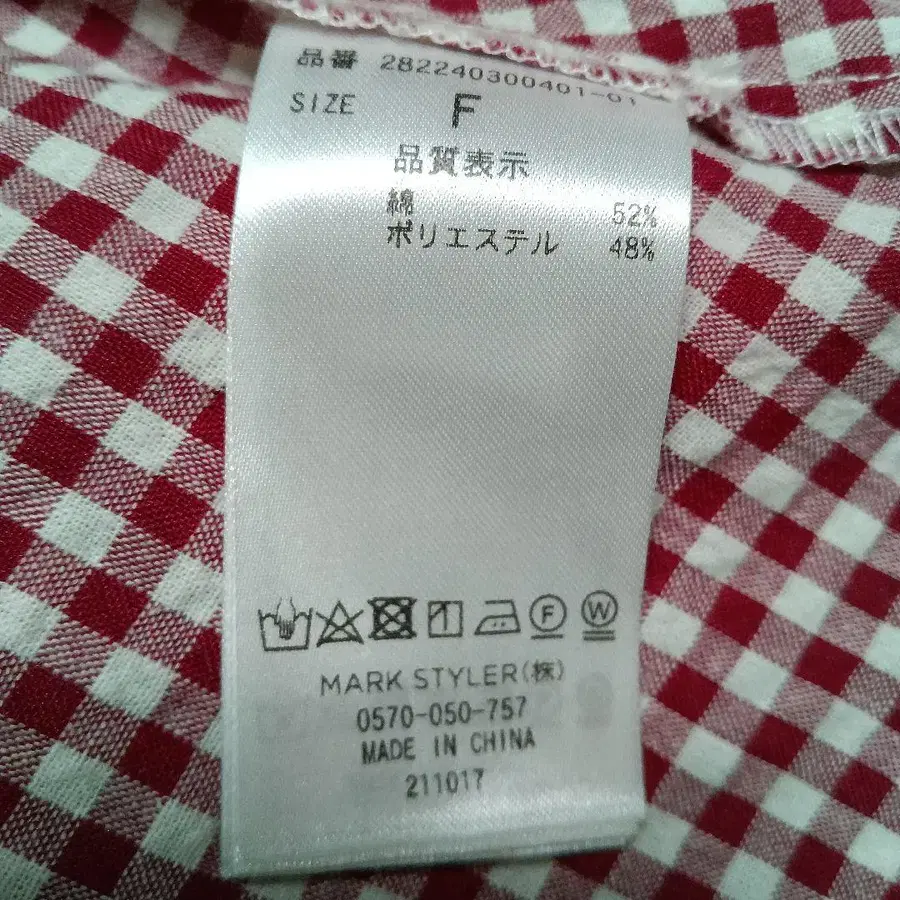 品番 282240300401-01
SIZE F
品質表示
綿 52%
ポリエステル 48%
F W
MARK STYLER(株)
0570-050-757
MADE IN CHINA
211017